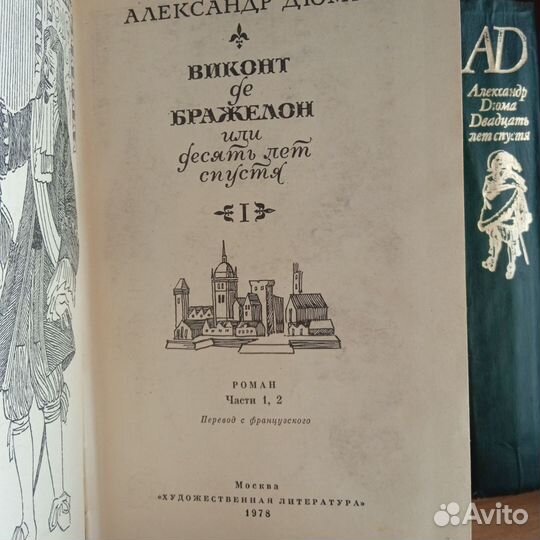 АЛЕКСАНДР ДЮМА
ВИКОНТ
де
БРАЖЕЛОН
или
десять лет
спустя
I
РОМАН
Части 1, 2
Перевод с французского
Москва
«ХУДОЖЕСТВЕННАЯ ЛИТЕРАТУРА»
1978
AD
Александр
Дюма
Двадцать
лет спустя
Avito